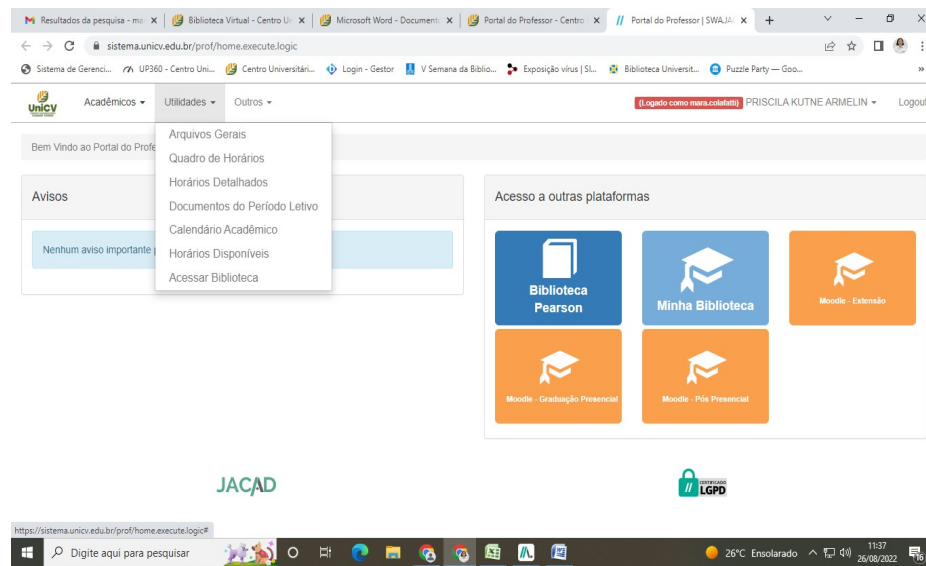 Resultados da pesquisa - ma
Biblioteca Virtual - Centro Un
Microsoft Word - Documento
Portal do Professor - Centro
Portal do Professor | SWAJA
sistema.unicv.edu.br/prof/home.execute.logic
Sistema de Gerenci...
UP360 - Centro Uni...
Centro Universitári...
Login - Gestor
V Semana da Biblio...
Exposição vírus | Sl...
Biblioteca Universit...
Puzzle Party — Goo...
»
UniCV
Acadêmicos
Utilidades
Outros
(Logado como mara.colafatti) PRISCILA KUTNE ARMELIN
Logout
Bem Vindo ao Portal do Profe
Arquivos Gerais
Quadro de Horários
Horários Detalhados
Documentos do Período Letivo
Calendário Acadêmico
Horários Disponíveis
Acessar Biblioteca
Avisos
Nenhum aviso importante
Acesso a outras plataformas
Biblioteca
Pearson
Minha Biblioteca
Moodle - Extensão
Moodle - Graduação Presencial
Moodle - Pós Presencial
JACAD
CERTIFICADO
LGPD
https://sistema.unicv.edu.br/prof/home.execute.logic#
Digite aqui para pesquisar
26°C Ensolarado
11:37
26/08/2022
16